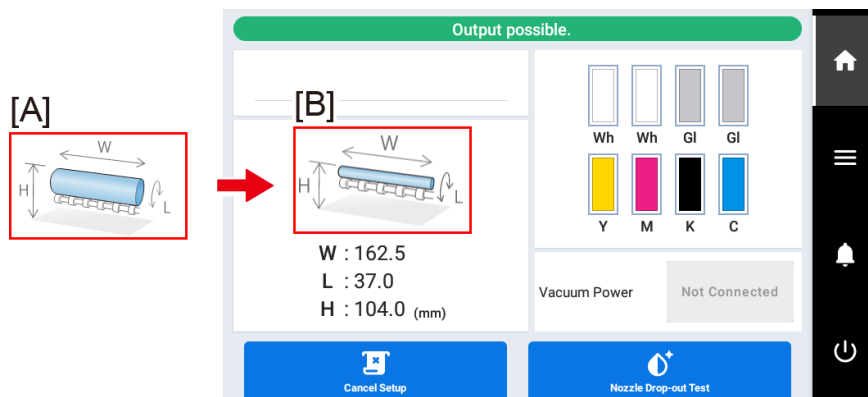 Output possible.
[A]
W
H
L
[B]
W
H
L
W : 162.5
L : 37.0
H : 104.0 (mm)
Wh Wh Gl Gl
Y M K C
Vacuum Power
Not Connected
Cancel Setup
Nozzle Drop-out Test